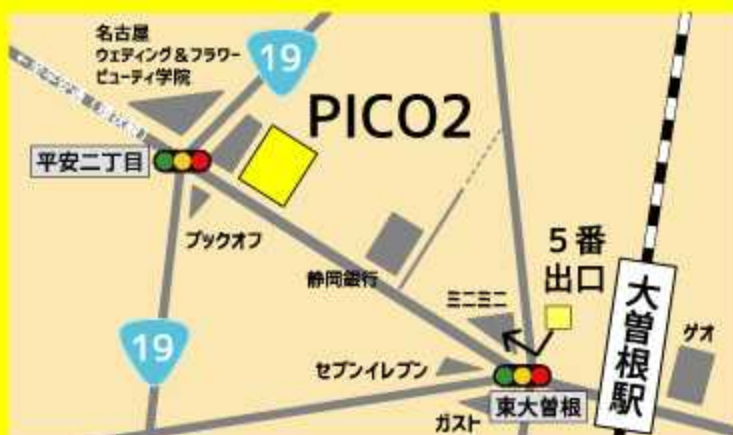 名古屋
ウェディング＆フラワー
ビューティ学院
19
PICO2
平安二丁目
ブックオフ
静岡銀行
5番
出口
ミニミニ
大曽根駅
ゲオ
19
セブンイレブン
東大曽根
ガスト